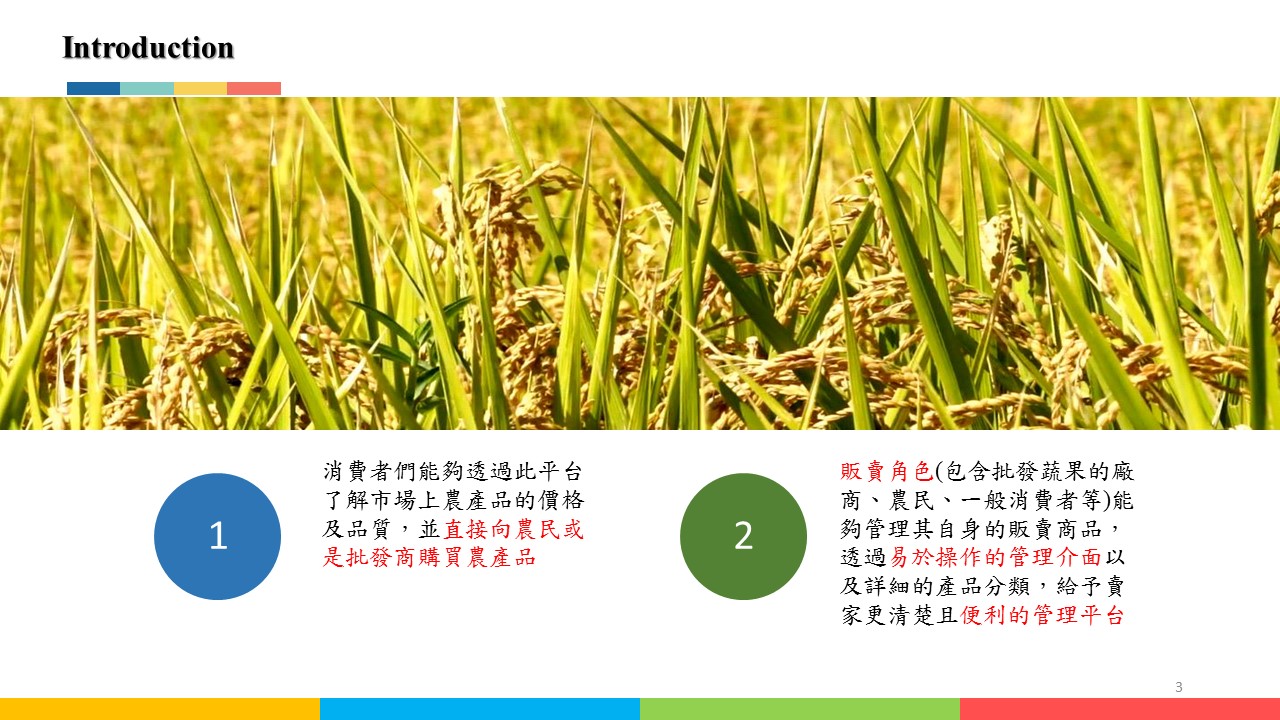 Introduction
1
消費者們能夠透過此平台
了解市場上農產品的價格
及品質，並直接向農民或
是批發商購買農產品
2
販賣角色(包含批發蔬果的廠
商、農民、一般消費者等)能
夠管理其自身的販賣商品，
透過易於操作的管理介面以
及詳細的產品分類，給予賣
家更清楚且便利的管理平台
3